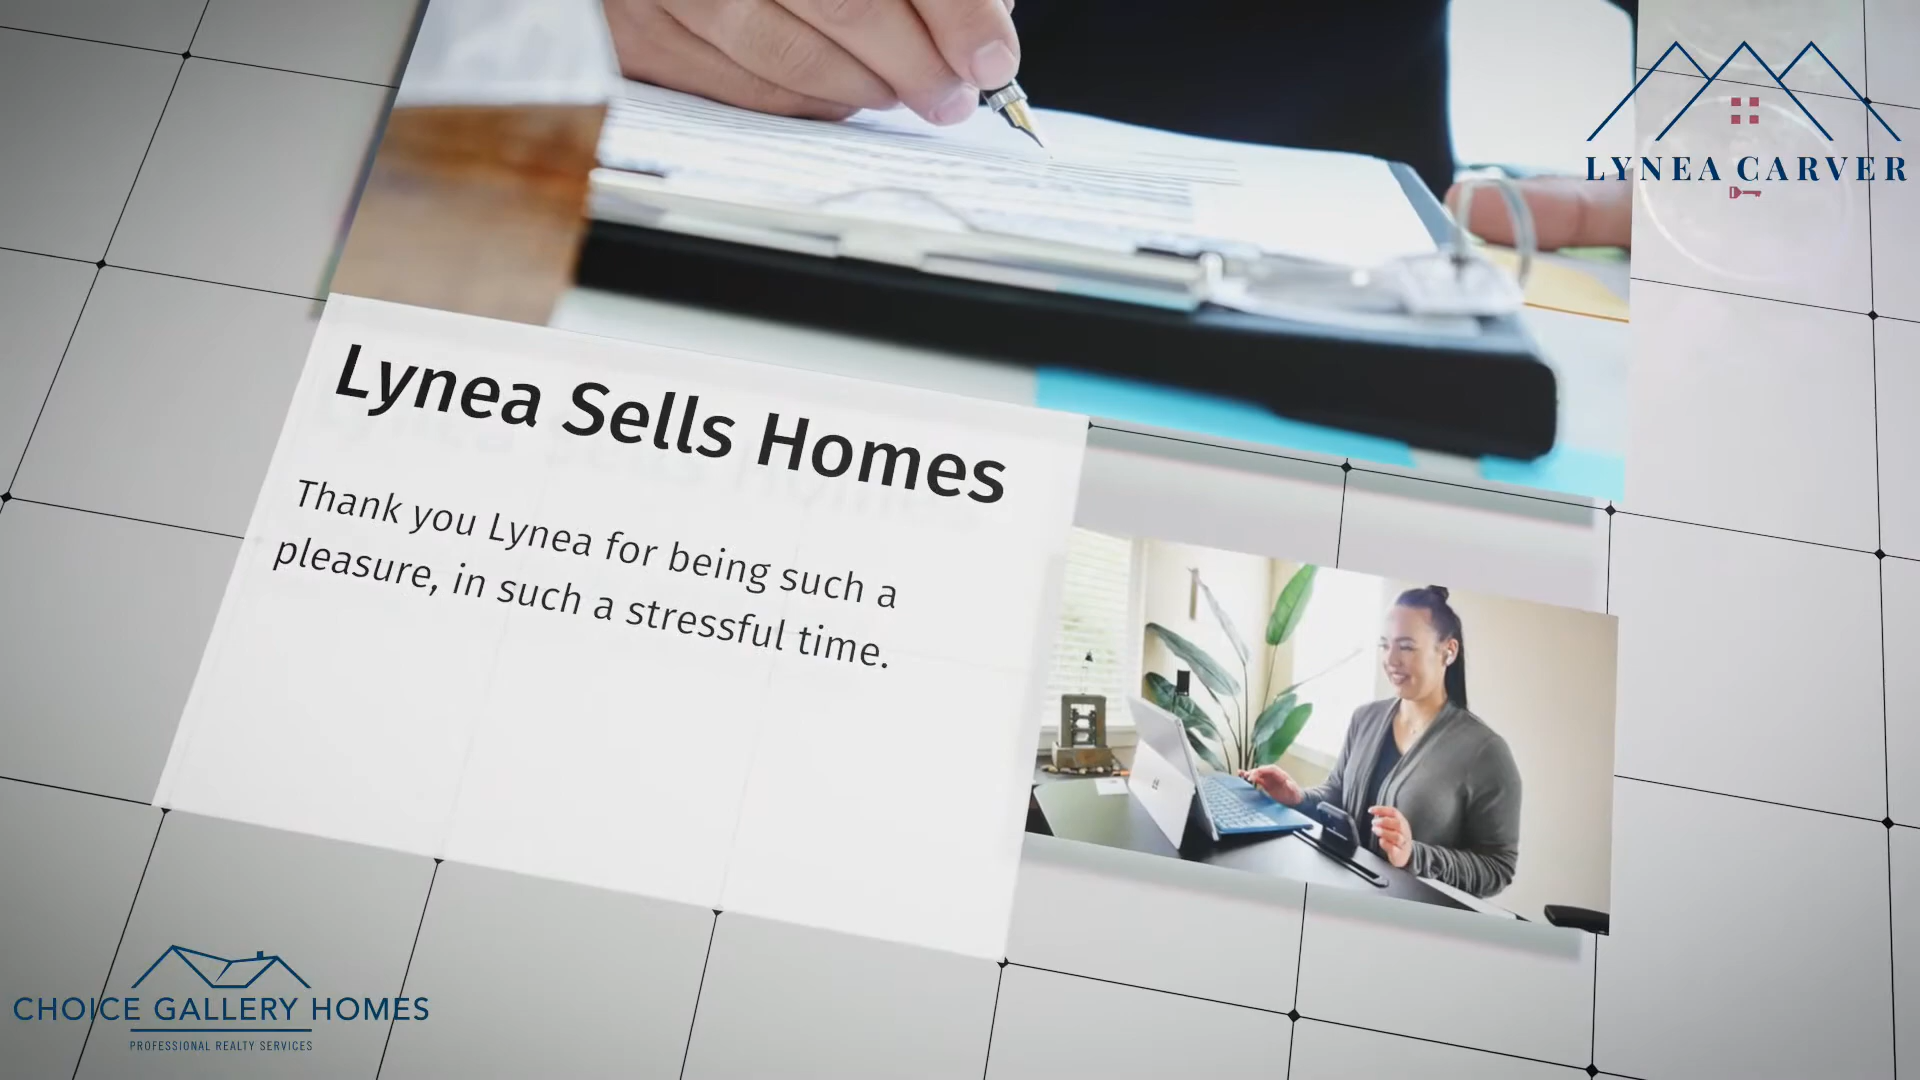 LYNEA CARVER
Lynea Sells Homes
Thank you Lynea for being such a
pleasure, in such a stressful time.
CHOICE GALLERY HOMES
PROFESSIONAL REALTY SERVICES